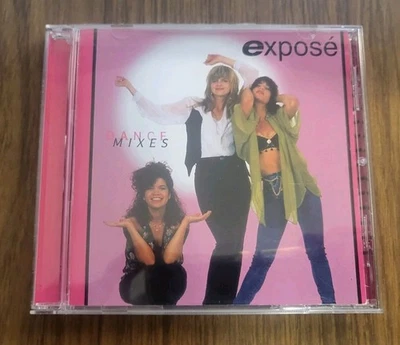 exposé
DANCE
MIXES